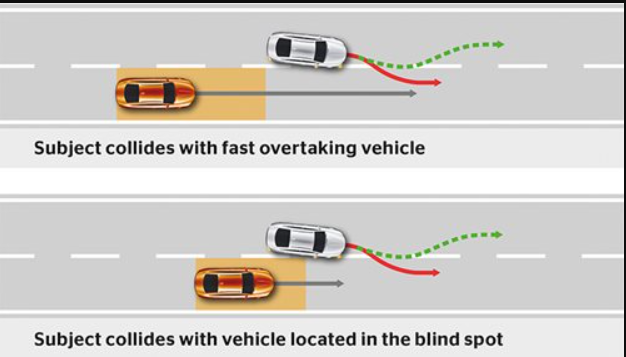 Subject collides with fast overtaking vehicle
Subject collides with vehicle located in the blind spot